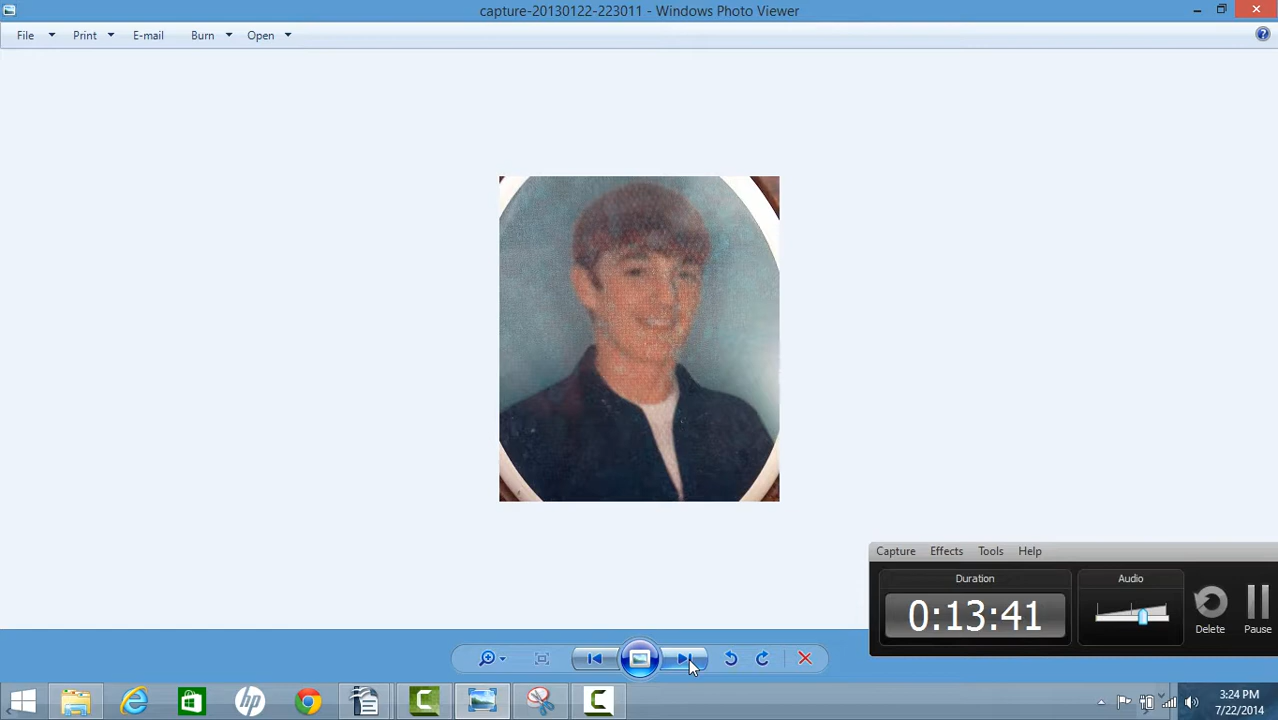 capture-20130122-223011 - Windows Photo Viewer
File Print E-mail Burn Open
Capture Effects Tools Help
Duration Audio
0:13:41
Delete Pause
hp
3:24 PM
7/22/2014